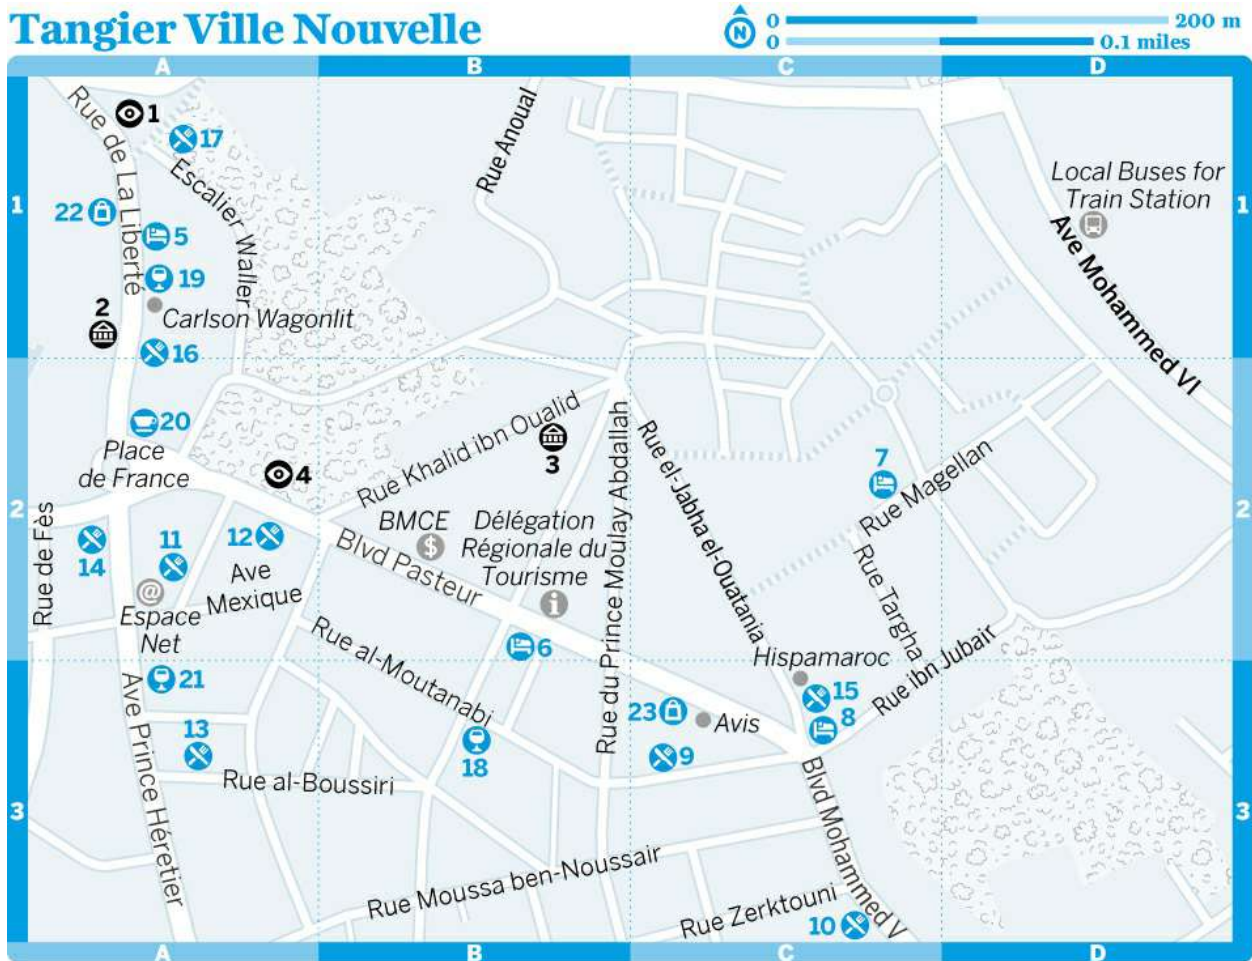 Tangier Ville Nouvelle
N
0
200 m
0
0.1 miles
A
B
C
D
1
1
2
2
3
3
A
B
C
D
Rue de La Liberté
1
17
Escalier Waller
22
5
19
2
Carlson Wagonlit
16
Rue Anoual
Local Buses for
Train Station
Ave Mohammed VI
20
Place
de France
4
Rue Khalid ibn Oualid
3
Rue du Prince Moulay Abdallah
Rue el-Jabha el-Ouatania
7
Rue Magellan
Rue Targha
Rue de Fès
14
11
12
Ave
Mexique
@
Espace
Net
Blvd Pasteur
BMCE
$
Délégation
Régionale du
Tourisme
i
6
Rue al-Moutanabi
Hispamaroc
Rue ibn Jubair
15
8
21
Ave Prince Héretier
13
Rue al-Boussiri
18
23
Avis
9
Blvd Mohammed V
Rue Moussa ben-Noussair
Rue Zerktouni
10